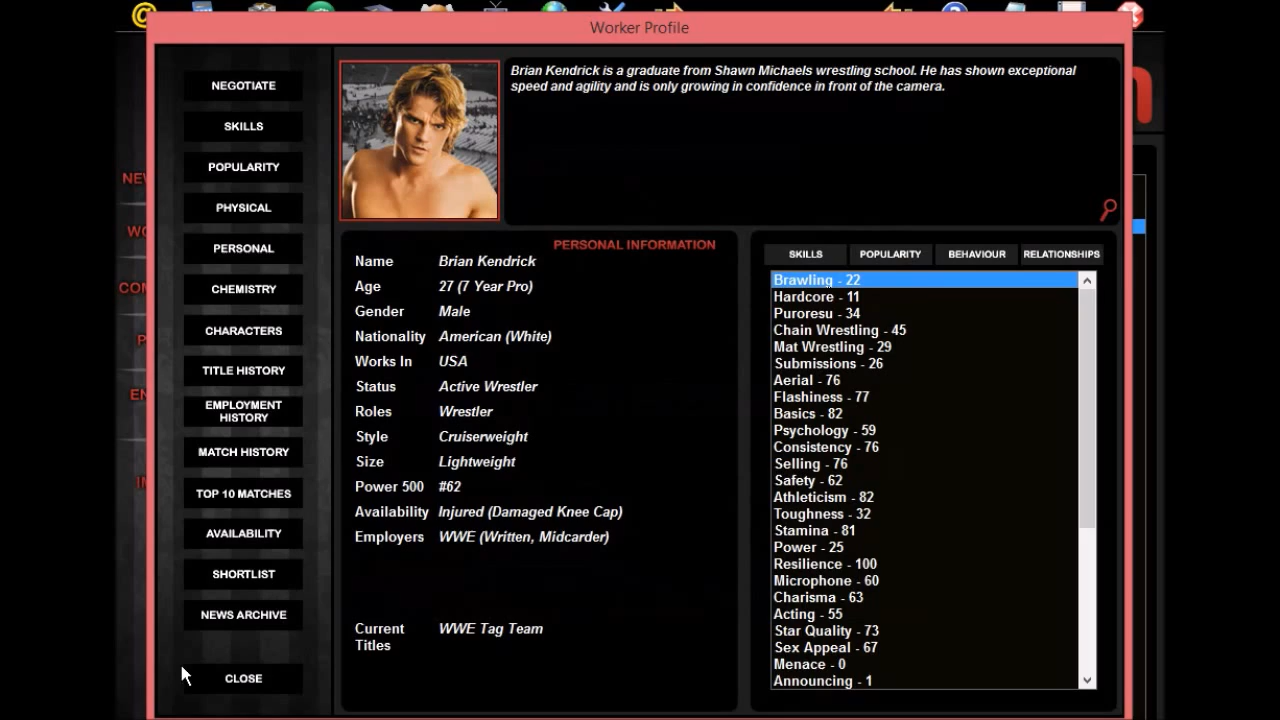 Worker Profile
NEGOTIATE
SKILLS
POPULARITY
PHYSICAL
PERSONAL
CHEMISTRY
CHARACTERS
TITLE HISTORY
EMPLOYMENT
HISTORY
MATCH HISTORY
TOP 10 MATCHES
AVAILABILITY
SHORTLIST
NEWS ARCHIVE
CLOSE
Brian Kendrick is a graduate from Shawn Michaels wrestling school. He has shown exceptional
speed and agility and is only growing in confidence in front of the camera.
PERSONAL INFORMATION
Name Brian Kendrick
Age 27 (7 Year Pro)
Gender Male
Nationality American (White)
Works In USA
Status Active Wrestler
Roles Wrestler
Style Cruiserweight
Size Lightweight
Power 500 #62
Availability Injured (Damaged Knee Cap)
Employers WWE (Written, Midcarder)
Current WWE Tag Team
Titles
SKILLS POPULARITY BEHAVIOUR RELATIONSHIPS
Brawling - 22
Hardcore - 11
Puroresu - 34
Chain Wrestling - 45
Mat Wrestling - 29
Submissions - 26
Aerial - 76
Flashiness - 77
Basics - 82
Psychology - 59
Consistency - 76
Selling - 76
Safety - 62
Athleticism - 82
Toughness - 32
Stamina - 81
Power - 25
Resilience - 100
Microphone - 60
Charisma - 63
Acting - 55
Star Quality - 73
Sex Appeal - 67
Menace - 0
Announcing - 1